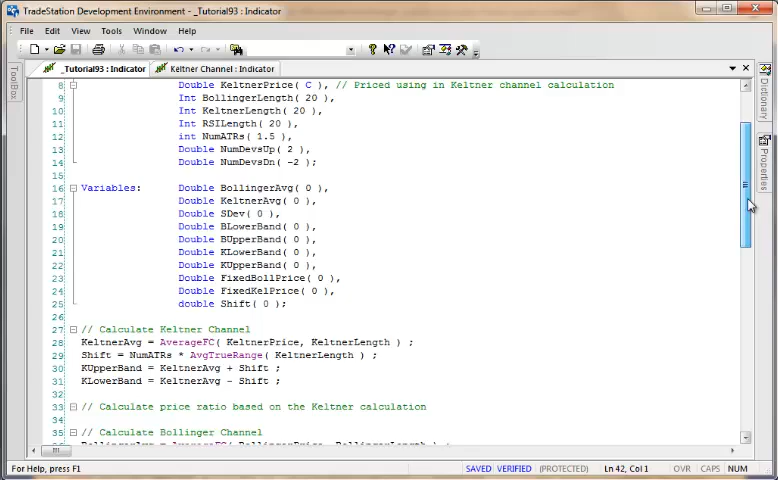 TradeStation Development Environment - _Tutorial93 : Indicator
File Edit View Tools Window Help
_Tutorial93 : Indicator Keltner Channel : Indicator
ToolBox
Dictionary
Properties
8 Double KeltnerPrice( C ), // Priced using in Keltner channel calculation
9 Int BollingerLength( 20 ),
10 Int KeltnerLength( 20 ),
11 Int RSILength( 20 ),
12 int NumATRs( 1.5 ),
13 Double NumDevsUp( 2 ),
14 Double NumDevsDn( -2 );
15
16 Variables: Double BollingerAvg( 0 ),
17 Double KeltnerAvg( 0 ),
18 Double SDev( 0 ),
19 Double BLowerBand( 0 ),
20 Double BUpperBand( 0 ),
21 Double KLowerBand( 0 ),
22 Double KUpperBand( 0 ),
23 Double FixedBollPrice( 0 ),
24 Double FixedKelPrice( 0 ),
25 double Shift( 0 );
26
27 // Calculate Keltner Channel
28 KeltnerAvg = AverageFC( KeltnerPrice, KeltnerLength ) ;
29 Shift = NumATRs * AvgTrueRange( KeltnerLength ) ;
30 KUpperBand = KeltnerAvg + Shift ;
31 KLowerBand = KeltnerAvg - Shift ;
32
33 // Calculate price ratio based on the Keltner calculation
34
35 // Calculate Bollinger Channel
BollingerAvg = AverageFC( BollingerPrice, BollingerLength ) ;
For Help, press F1 SAVED VERIFIED (PROTECTED) Ln 42, Col 1 OVR CAPS NUM